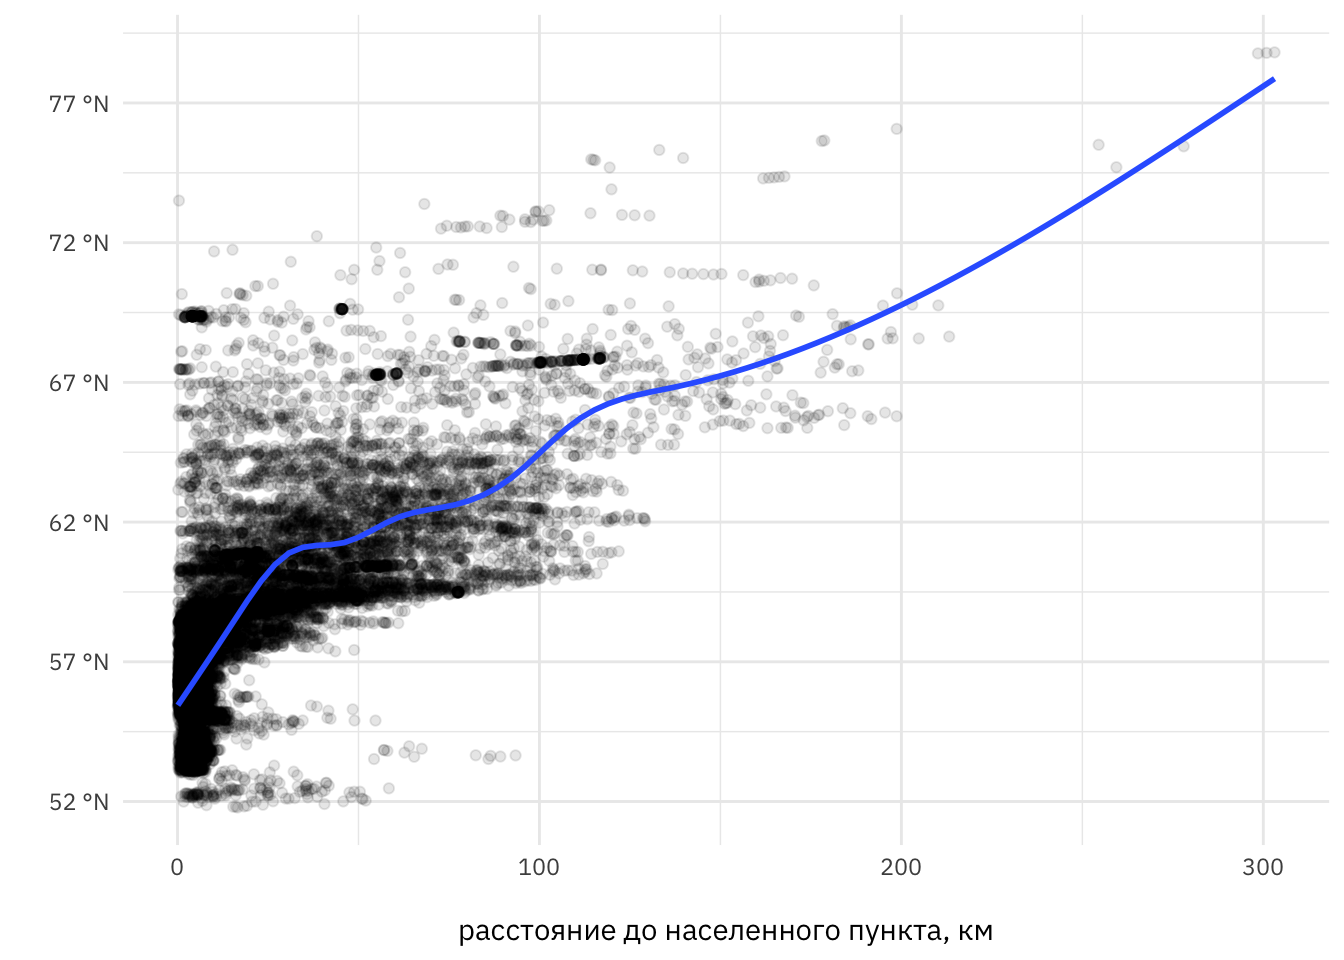 77 °N
72 °N
67 °N
62 °N
57 °N
52 °N
0 100 200 300
расстояние до населенного пункта, км